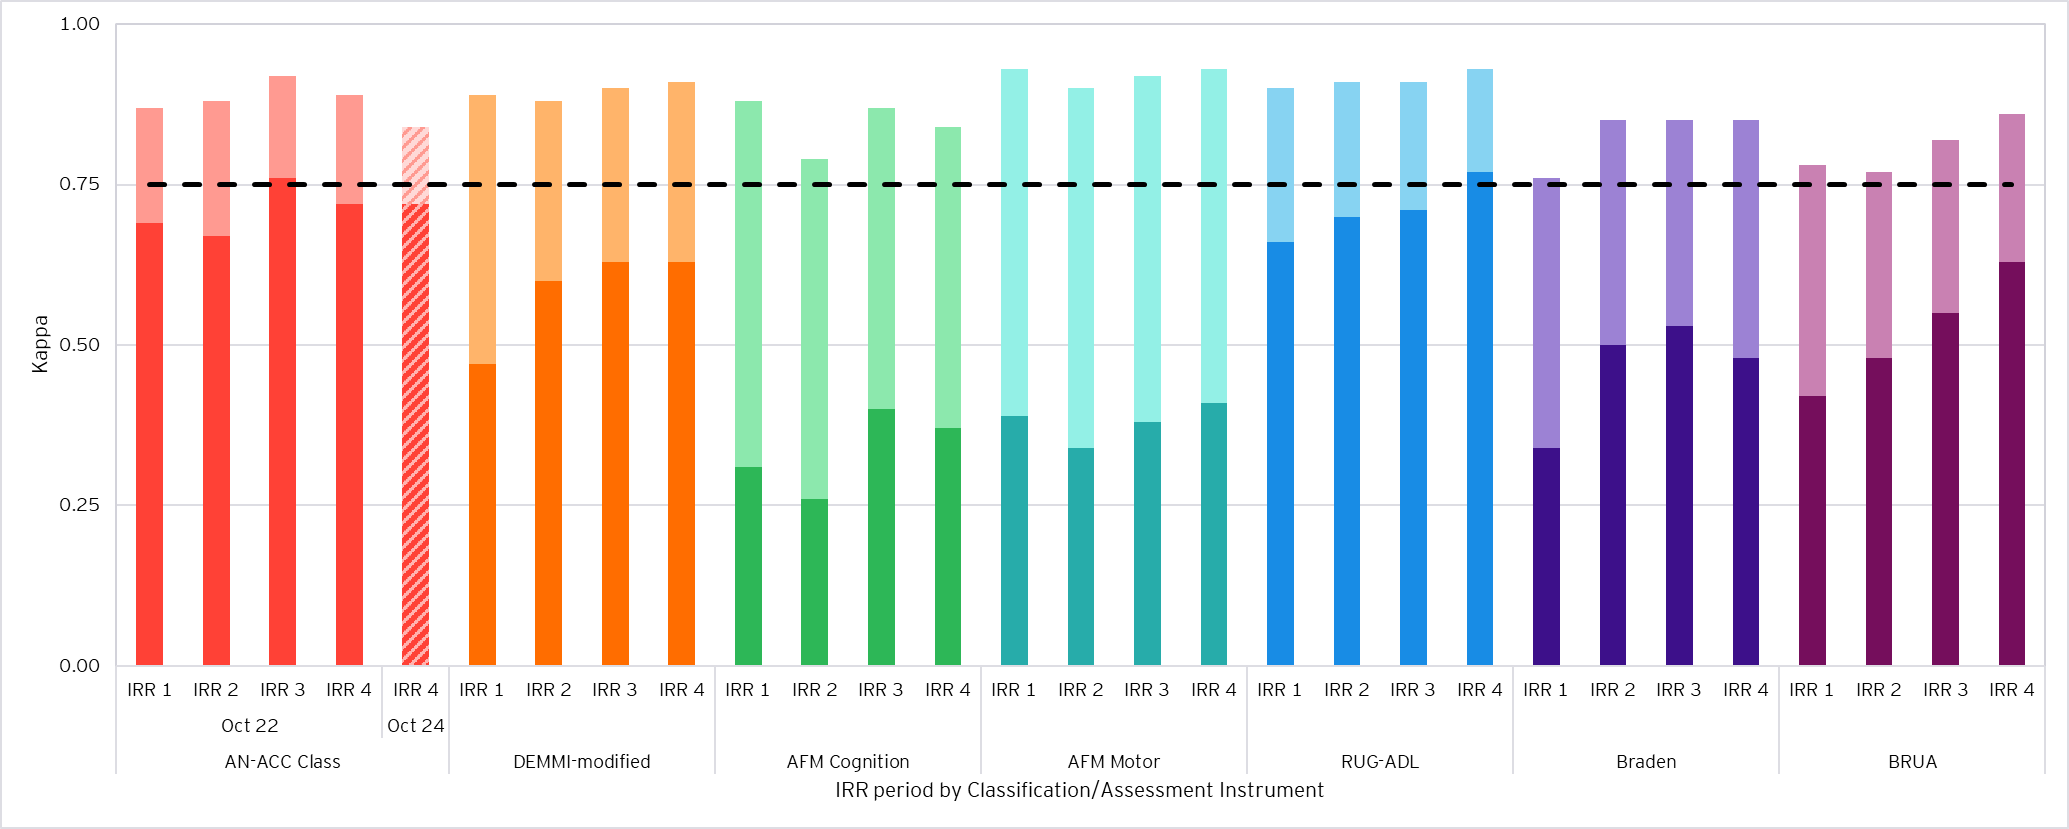 1.00
0.75
0.50
0.25
0.00
Kappa
IRR 1 IRR 2 IRR 3 IRR 4 IRR 4 IRR 1 IRR 2 IRR 3 IRR 4 IRR 1 IRR 2 IRR 3 IRR 4 IRR 1 IRR 2 IRR 3 IRR 4 IRR 1 IRR 2 IRR 3 IRR 4 IRR 1 IRR 2 IRR 3 IRR 4 IRR 1 IRR 2 IRR 3 IRR 4
Oct 22 Oct 24
AN-ACC Class DEMMI-modified AFM Cognition AFM Motor RUG-ADL Braden BRUA
IRR period by Classification/Assessment Instrument